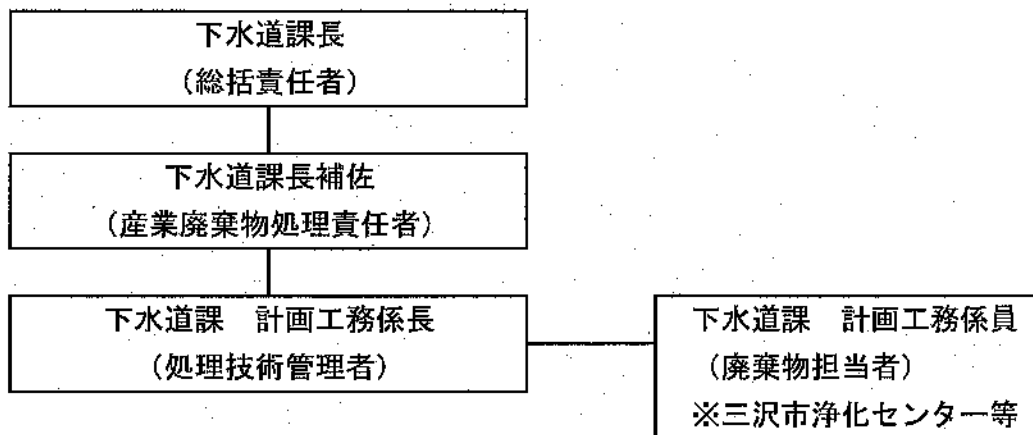 下水道課長
（総括責任者）
下水道課長補佐
（産業廃棄物処理責任者）
下水道課　計画工務係長
（処理技術管理者）
下水道課　計画工務係員
（廃棄物担当者）
※三沢市浄化センター等